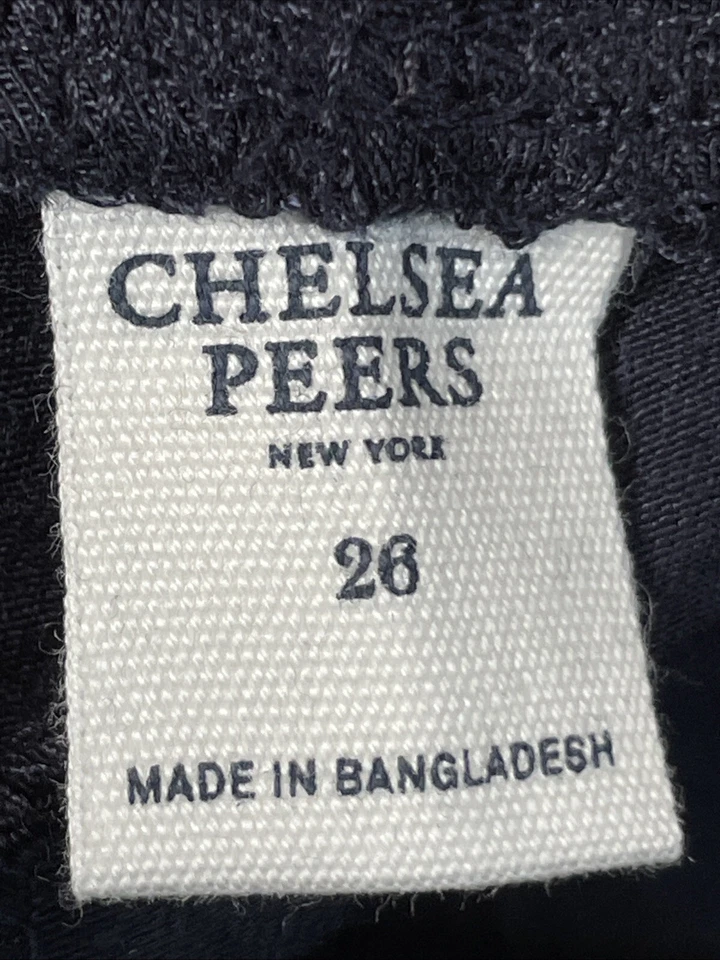 CHELSEA
PEERS
NEW YORK
26
MADE IN BANGLADESH